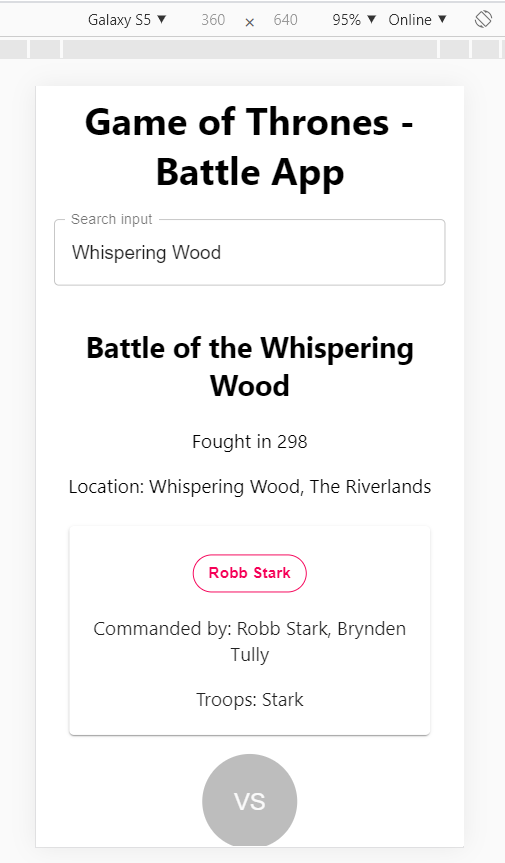 Galaxy S5 ▼ 360 × 640 95% ▼ Online ▼
Game of Thrones -
Battle App
Search input
Whispering Wood
Battle of the Whispering
Wood
Fought in 298
Location: Whispering Wood, The Riverlands
Robb Stark
Commanded by: Robb Stark, Brynden
Tully
Troops: Stark
VS